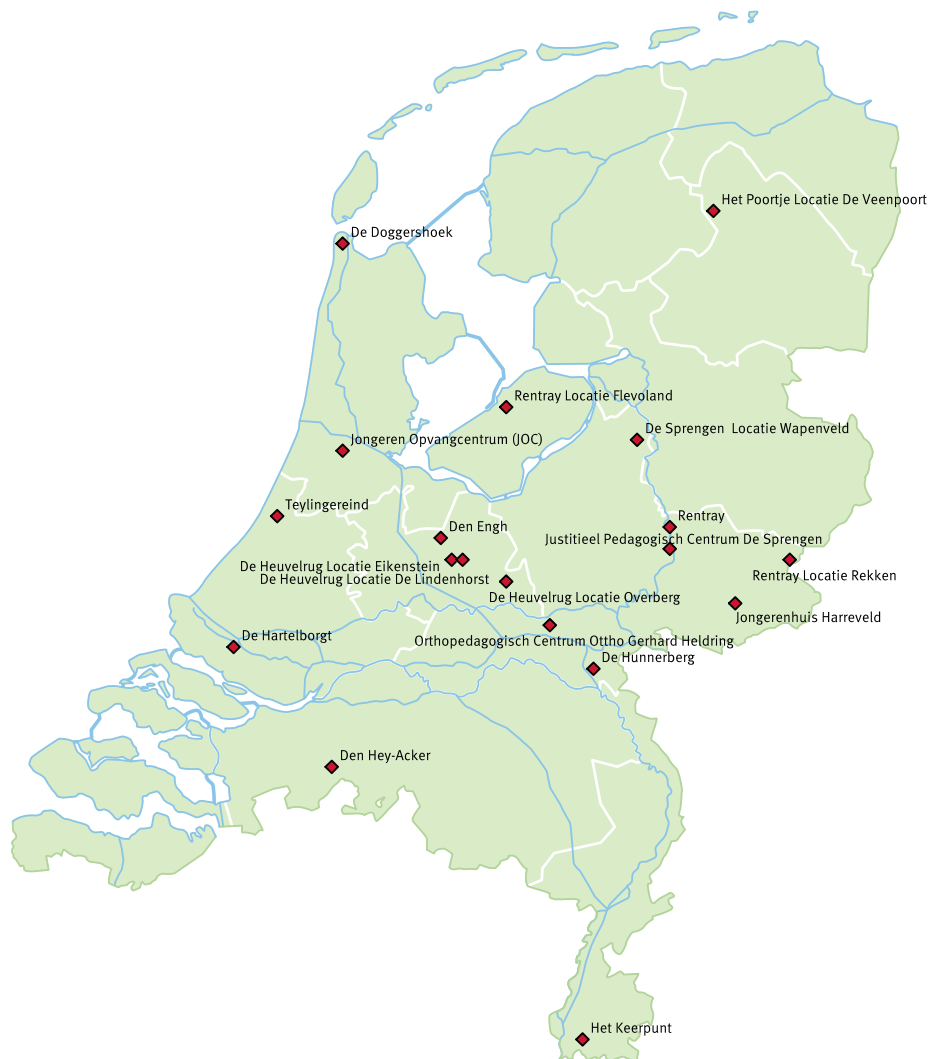 Het Poortje Locatie De Veenpoort
De Doggershoek
Rentray Locatie Flevoland
De Sprengen  Locatie Wapenveld
Jongeren Opvangcentrum (JOC)
Teylingereind
Rentray
Den Engh
Justitieel Pedagogisch Centrum De Sprengen
De Heuvelrug Locatie Eikenstein
Rentray Locatie Rekken
De Heuvelrug Locatie De Lindenhorst
De Heuvelrug Locatie Overberg
Jongerenhuis Harreveld
De Hartelborgt
Orthopedagogisch Centrum Ottho Gerhard Heldring
De Hunnerberg
Den Hey-Acker
Het Keerpunt